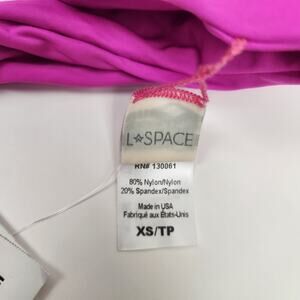 L*SPACE
RN# 130061
80% Nylon/Nylon
20% Spandex/Spandex
Made in USA
Fabriqué aux États-Unis
XS/TP